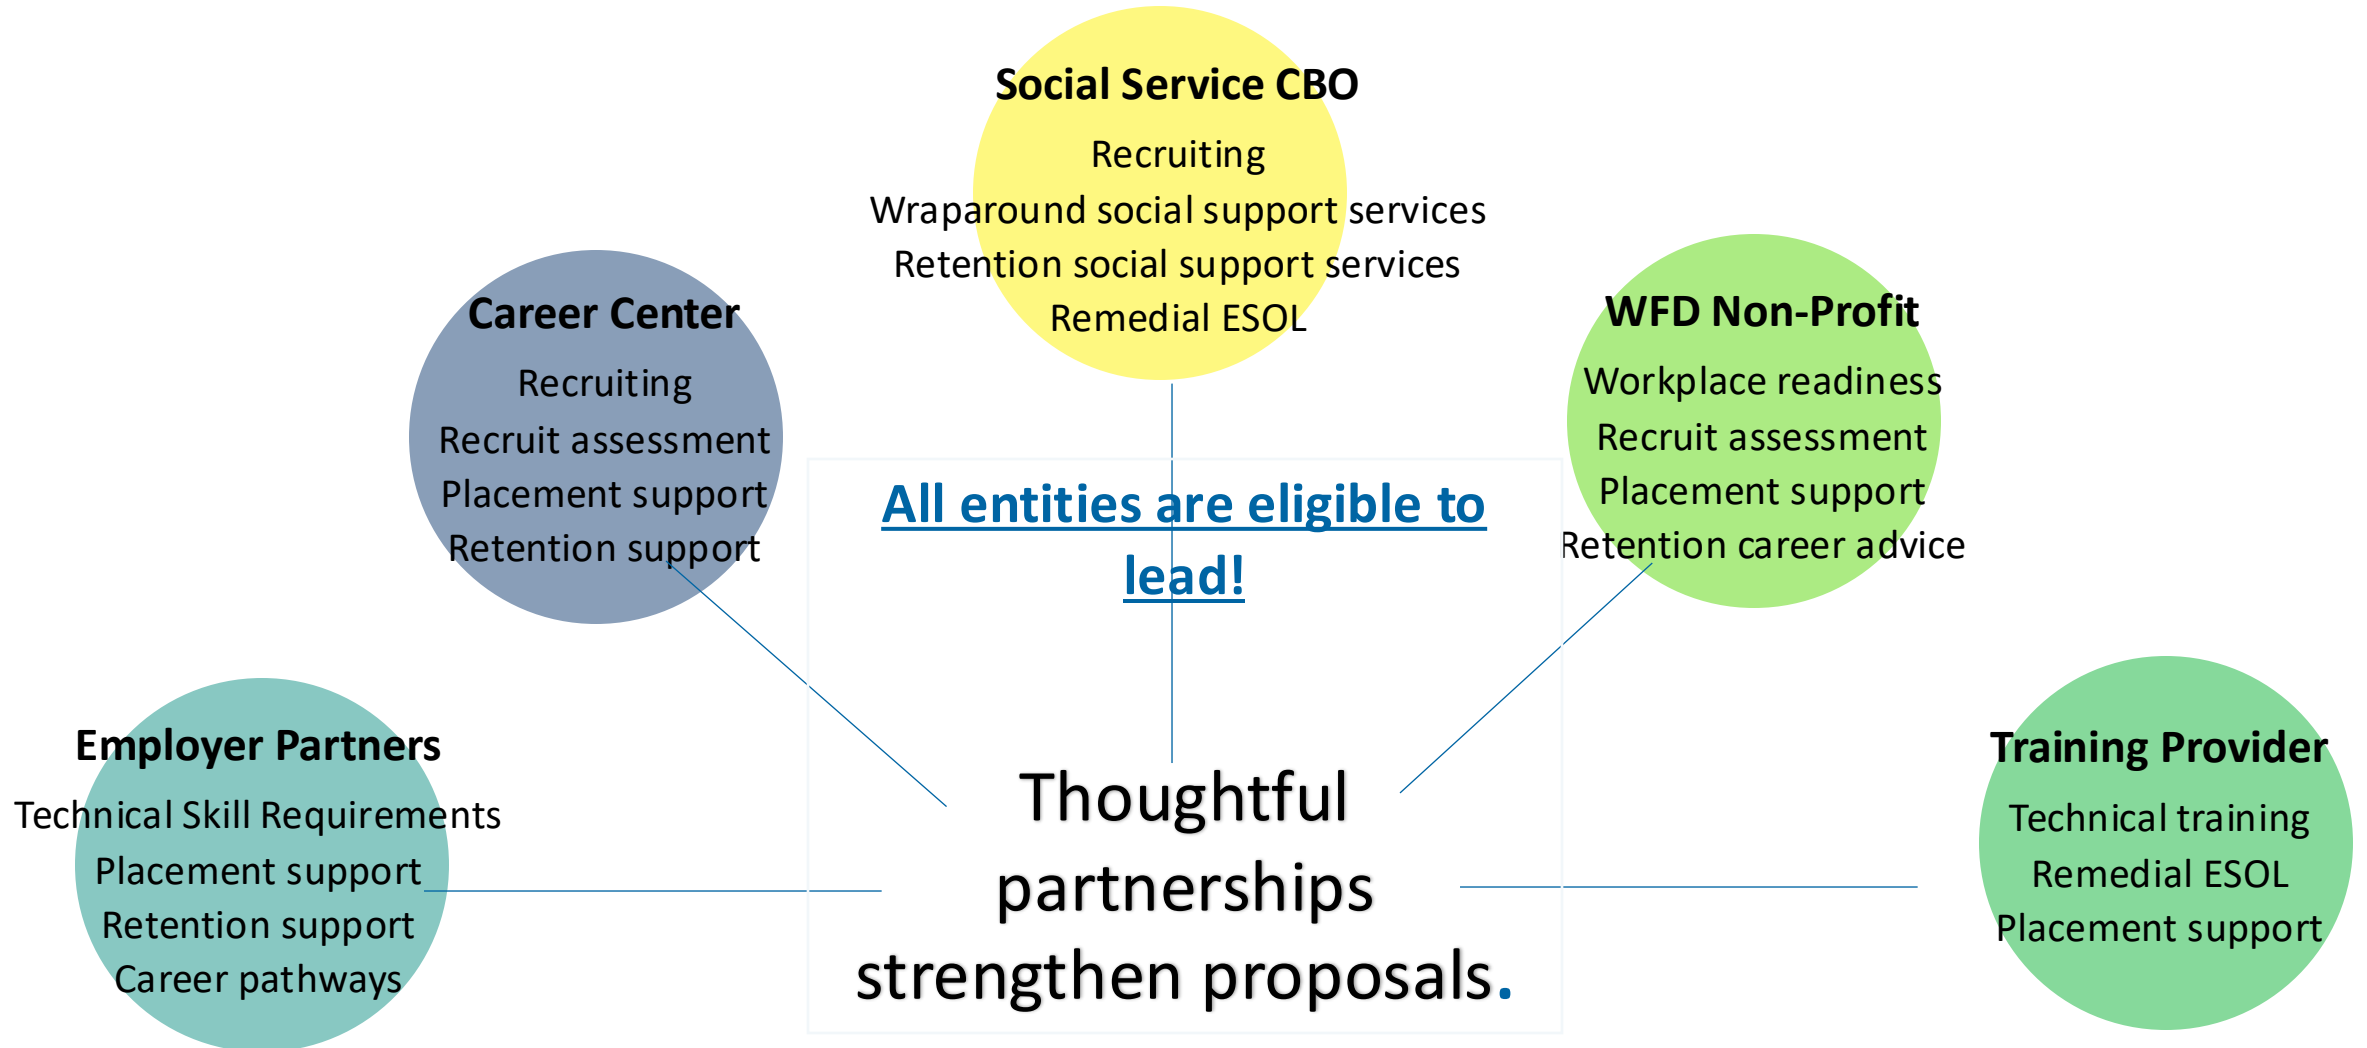 Social Service CBO
Recruiting
Wraparound social support services
Retention social support services
Remedial ESOL
Career Center
Recruiting
Recruit assessment
Placement support
Retention support
WFD Non-Profit
Workplace readiness
Recruit assessment
Placement support
Retention career advice
All entities are eligible to
lead!
Employer Partners
Technical Skill Requirements
Placement support
Retention support
Career pathways
Thoughtful
partnerships
strengthen proposals.
Training Provider
Technical training
Remedial ESOL
Placement support